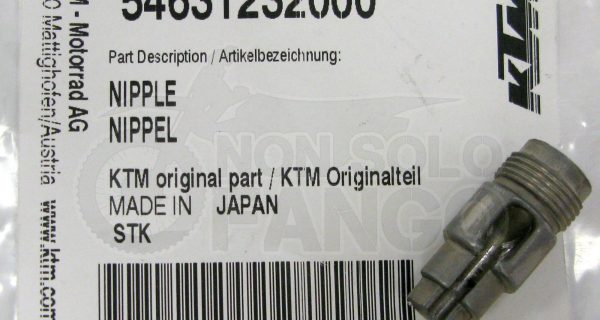 54631232000
Part Description / Artikelbezeichnung:
NIPPLE
NIPPEL
KTM original part / KTM Originalteil
MADE IN JAPAN
STK
M - Motorrad AG
0 Mattighofen/Austria
www.ktm.com
KTM
NON SOLO
FANGO